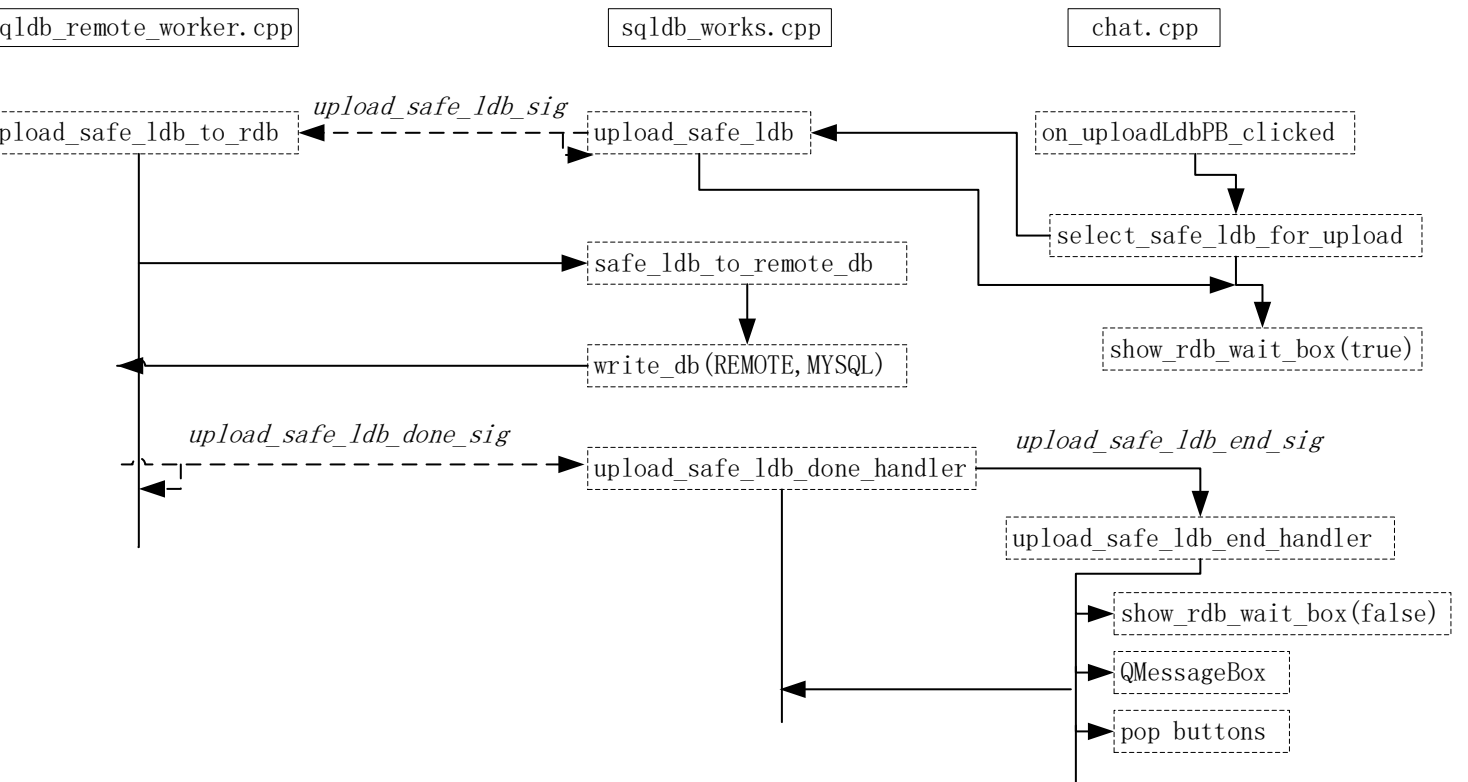 qldb_remote_worker.cpp
sqldb_works.cpp
chat.cpp
upload_safe_ldb_sig
pload_safe_ldb_to_rdb
upload_safe_ldb
on_uploadLdbPB_clicked
select_safe_ldb_for_upload
safe_ldb_to_remote_db
show_rdb_wait_box(true)
write_db(REMOTE,MYSQL)
upload_safe_ldb_done_sig
upload_safe_ldb_end_sig
upload_safe_ldb_done_handler
upload_safe_ldb_end_handler
show_rdb_wait_box(false)
QMessageBox
pop buttons